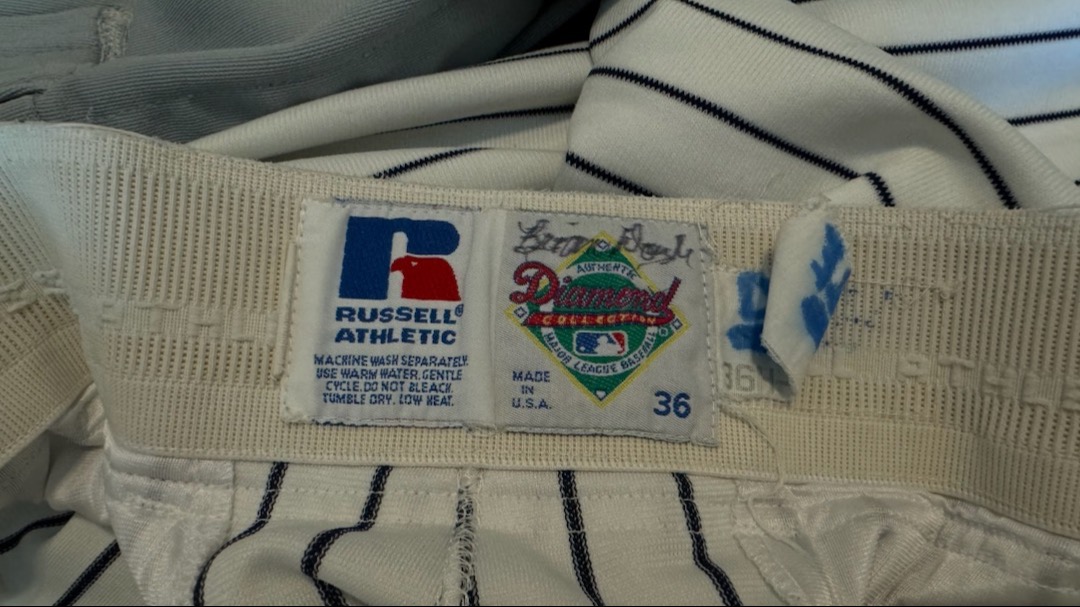 RUSSELL®
ATHLETIC
MACHINE WASH SEPARATELY.
USE WARM WATER. GENTLE
CYCLE. DO NOT BLEACH.
TUMBLE DRY. LOW HEAT.
AUTHENTIC
Diamond
COLLECTION
MAJOR LEAGUE BASEBALL
MADE
IN
U.S.A.
36